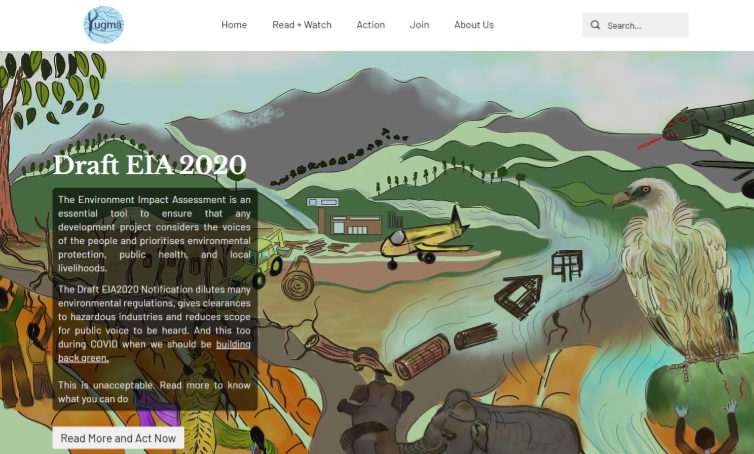 Yugma
Home
Read + Watch
Action
Join
About Us
Search...
Draft EIA 2020
The Environment Impact Assessment is an
essential tool to ensure that any
development project considers the voices
of the people and prioritises environmental
protection, public health, and local
livelihoods.
The Draft EIA2020 Notification dilutes many
environmental regulations, gives clearances
to hazardous industries and reduces scope
for public voice to be heard. And this too
during COVID when we should be building
back green.
This is unacceptable. Read more to know
what you can do
Read More and Act Now